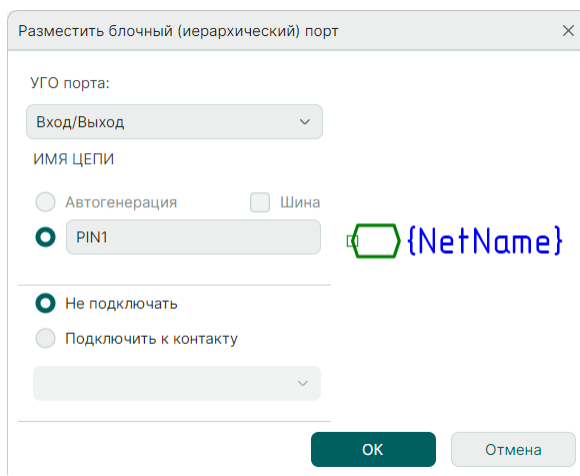 Разместить блочный (иерархический) порт
УГО порта:
Вход/Выход
ИМЯ ЦЕПИ
Автогенерация Шина
PIN1
{NetName}
Не подключать
Подключить к контакту
ОК Отмена